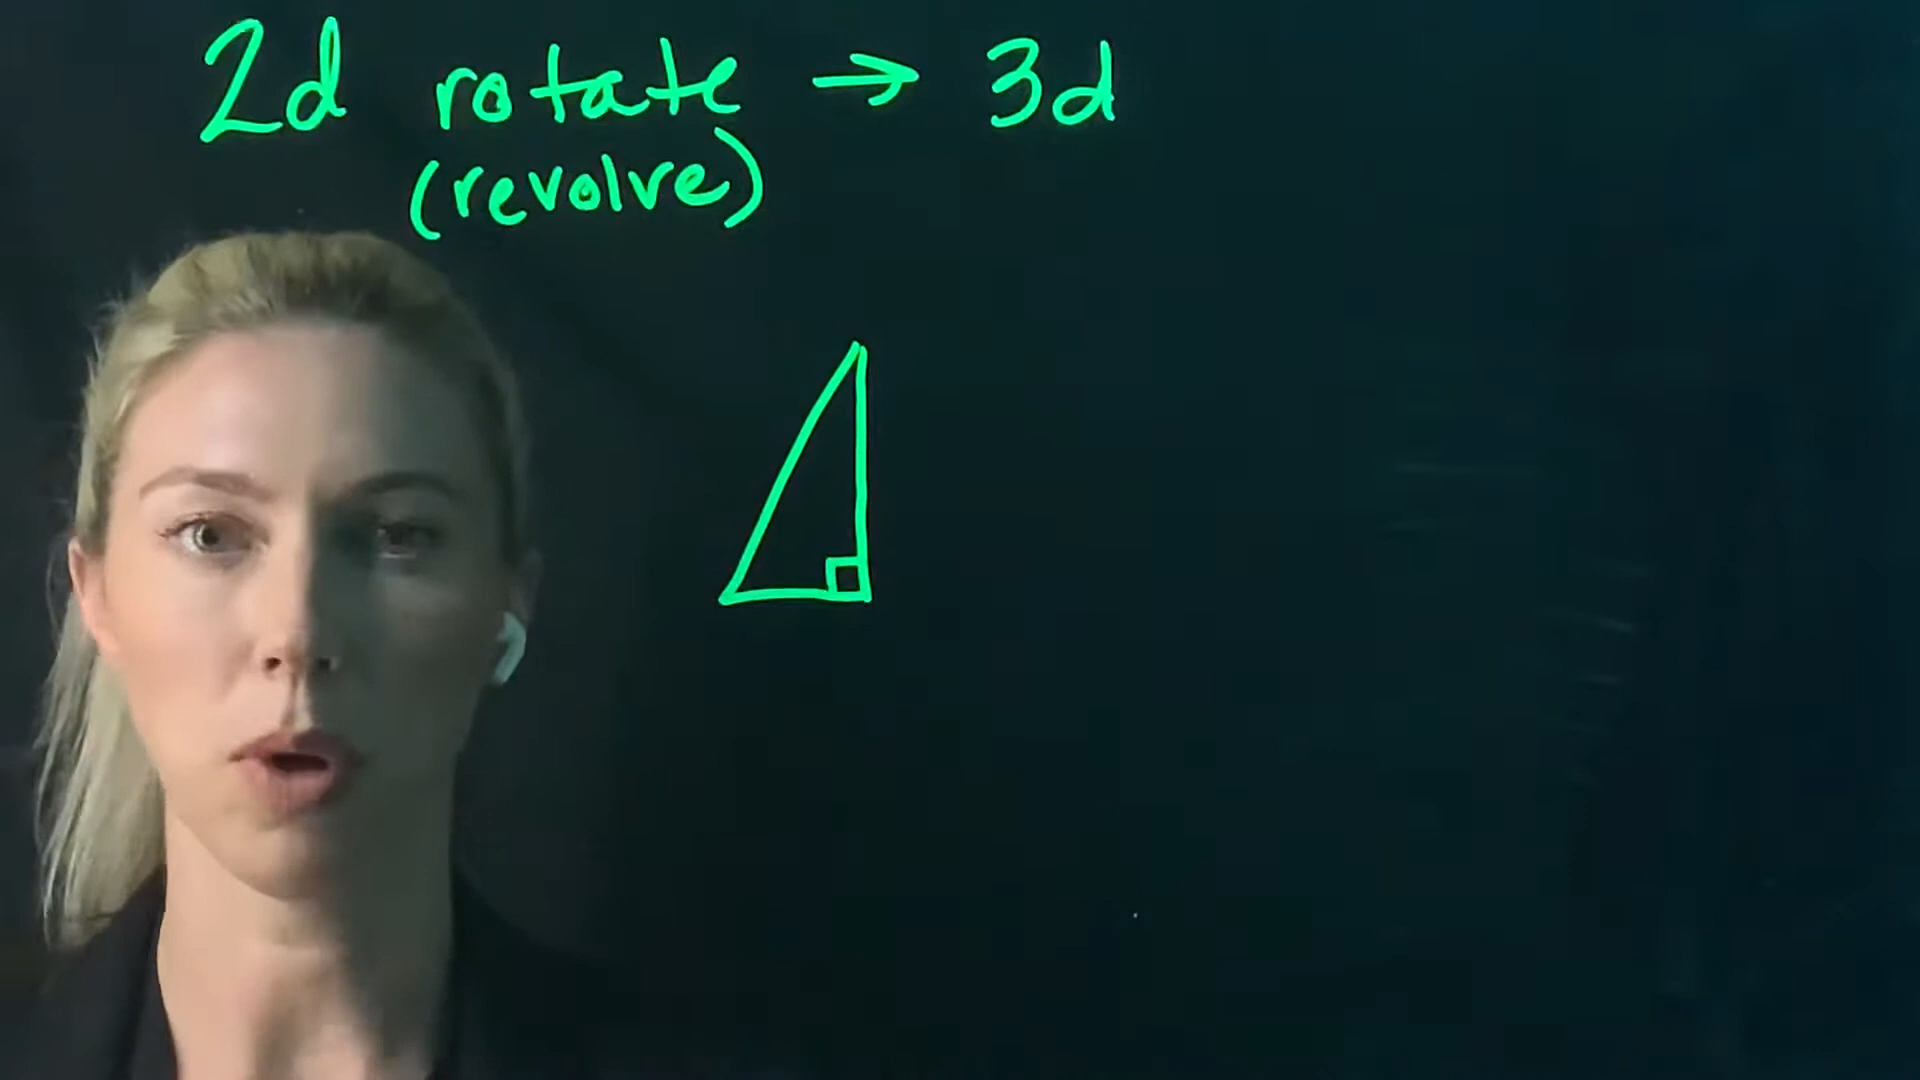 2d rotate → 3d
(revolve)